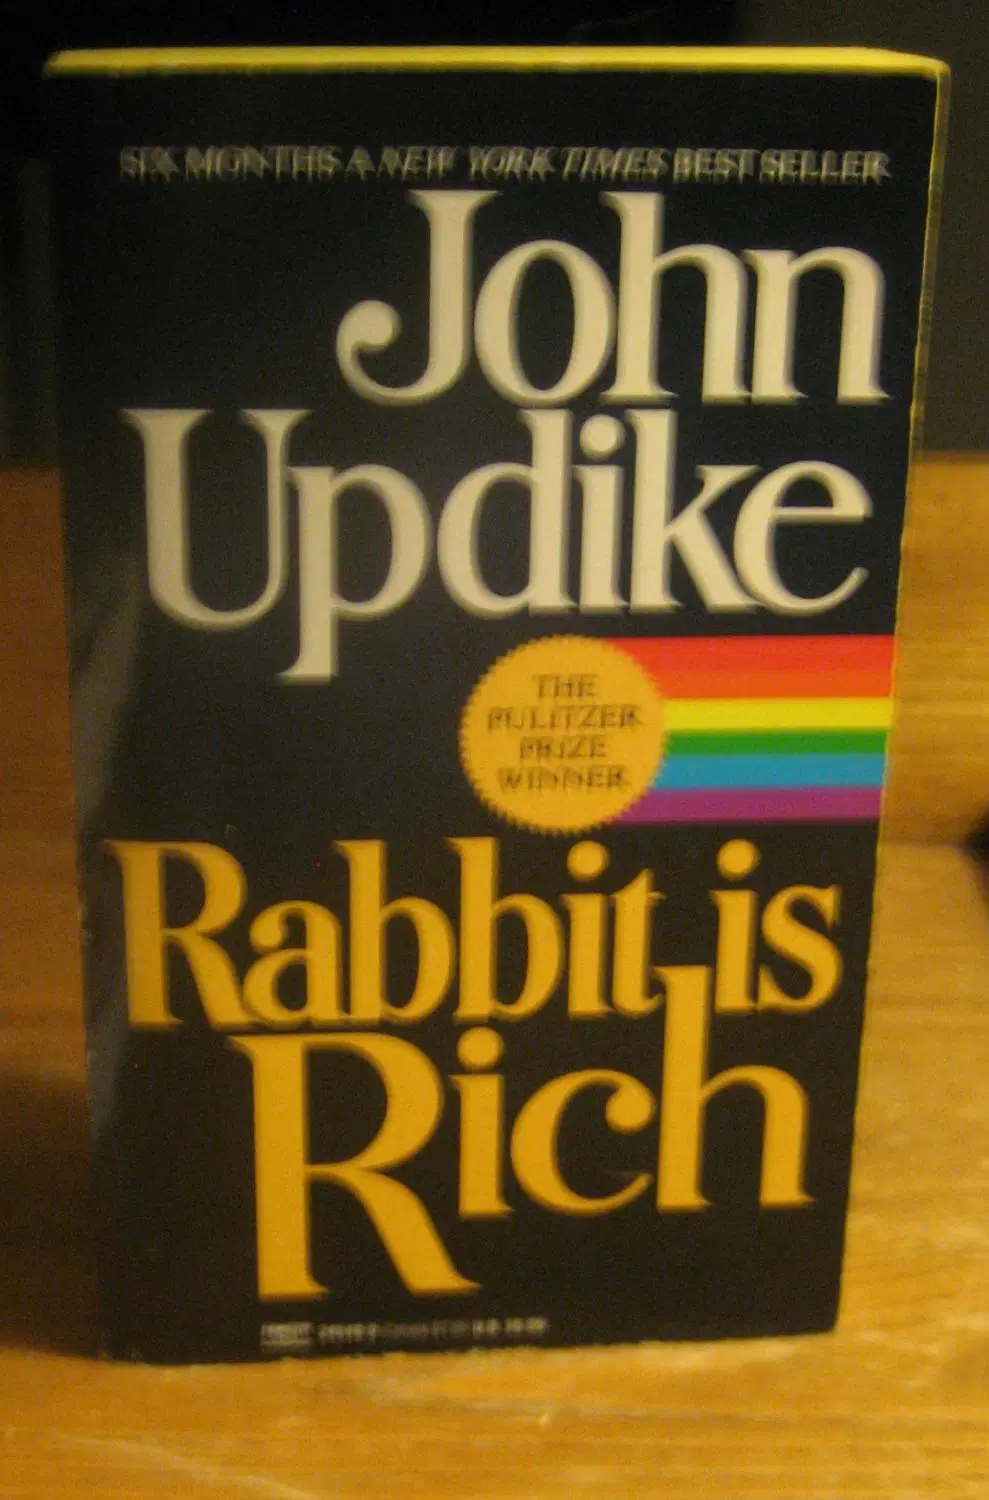 SIX MONTHS A NEW YORK TIMES BEST SELLER
John
Updike
THE
PULITZER
PRIZE
WINNER
Rabbit is
Rich